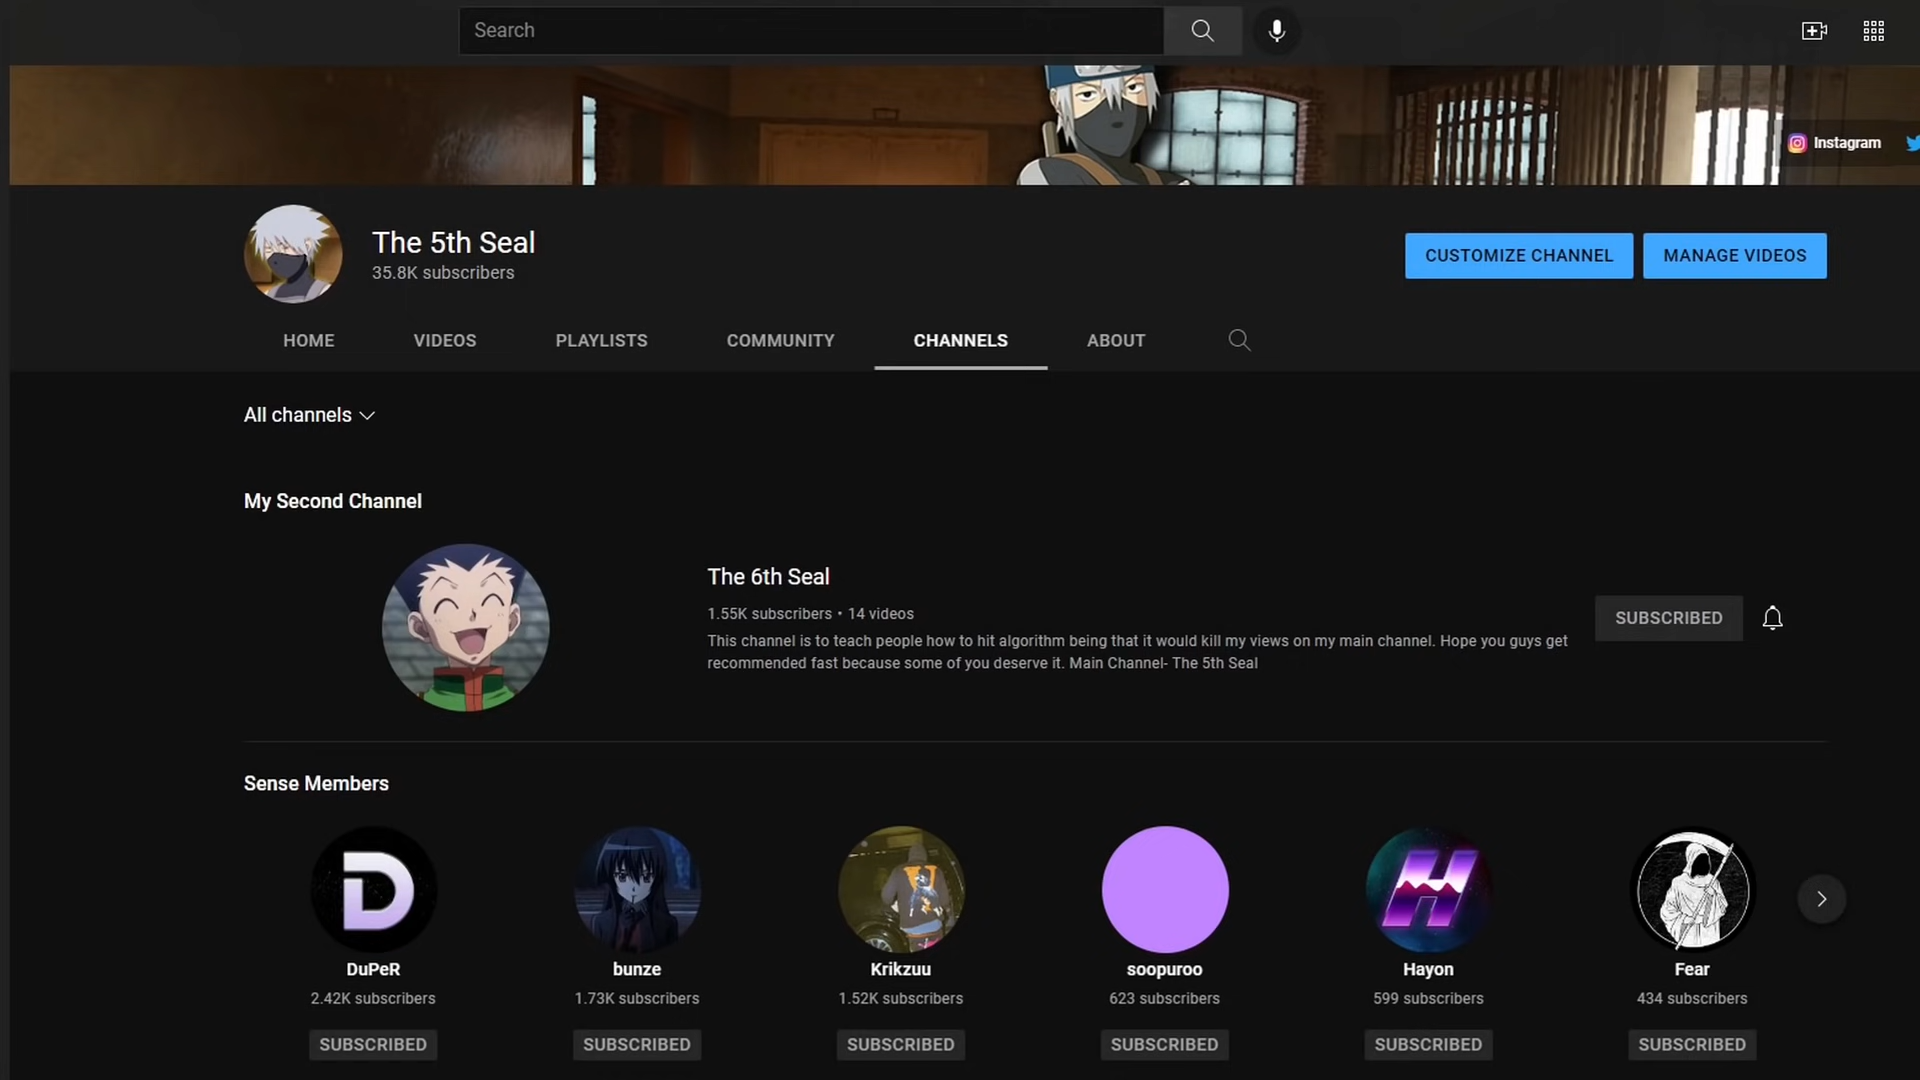 Search
Instagram
The 5th Seal
35.8K subscribers
CUSTOMIZE CHANNEL
MANAGE VIDEOS
HOME
VIDEOS
PLAYLISTS
COMMUNITY
CHANNELS
ABOUT
All channels
My Second Channel
The 6th Seal
1.55K subscribers • 14 videos
This channel is to teach people how to hit algorithm being that it would kill my views on my main channel. Hope you guys get
recommended fast because some of you deserve it. Main Channel- The 5th Seal
SUBSCRIBED
Sense Members
DuPeR
bunze
Krikzuu
soopuroo
Hayon
Fear
2.42K subscribers
1.73K subscribers
1.52K subscribers
623 subscribers
599 subscribers
434 subscribers
SUBSCRIBED
SUBSCRIBED
SUBSCRIBED
SUBSCRIBED
SUBSCRIBED
SUBSCRIBED